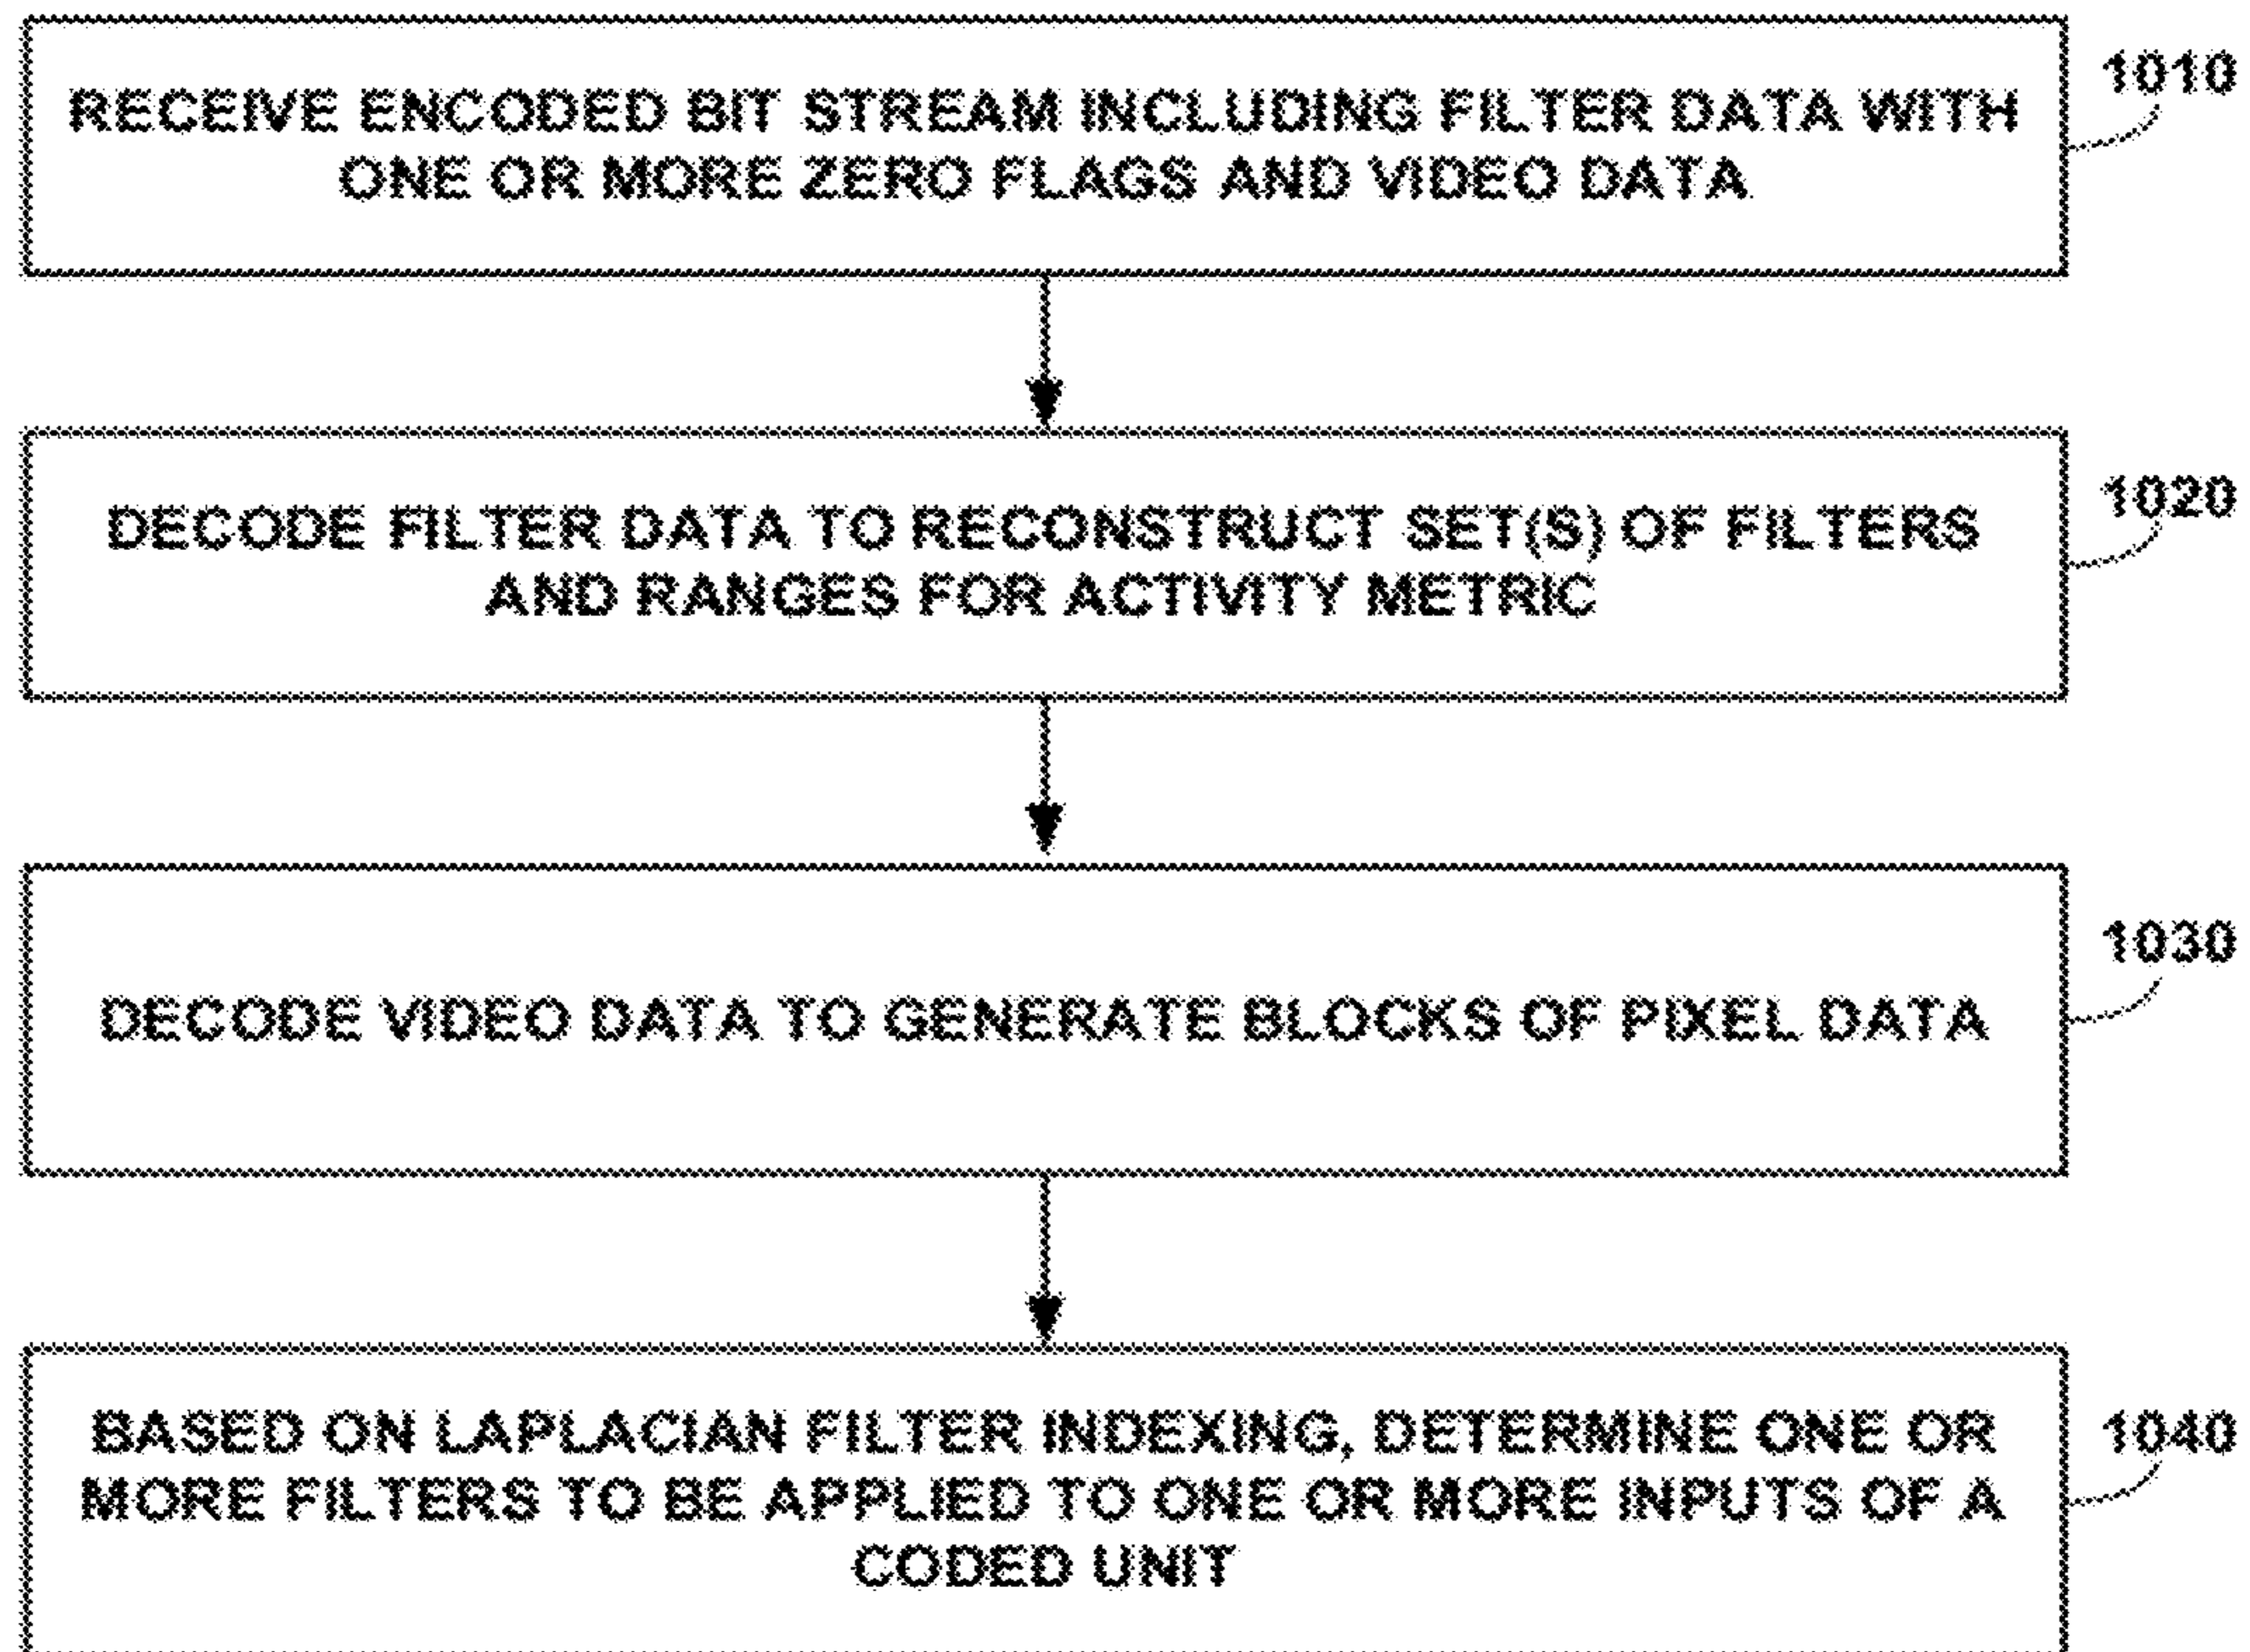 1010
RECEIVE ENCODED BIT STREAM INCLUDING FILTER DATA WITH
ONE OR MORE ZERO FLAGS AND VIDEO DATA
1020
DECODE FILTER DATA TO RECONSTRUCT SET(S) OF FILTERS
AND RANGES FOR ACTIVITY METRIC
1030
DECODE VIDEO DATA TO GENERATE BLOCKS OF PIXEL DATA
1040
BASED ON LAPLACIAN FILTER INDEXING, DETERMINE ONE OR
MORE FILTERS TO BE APPLIED TO ONE OR MORE INPUTS OF A
CODED UNIT